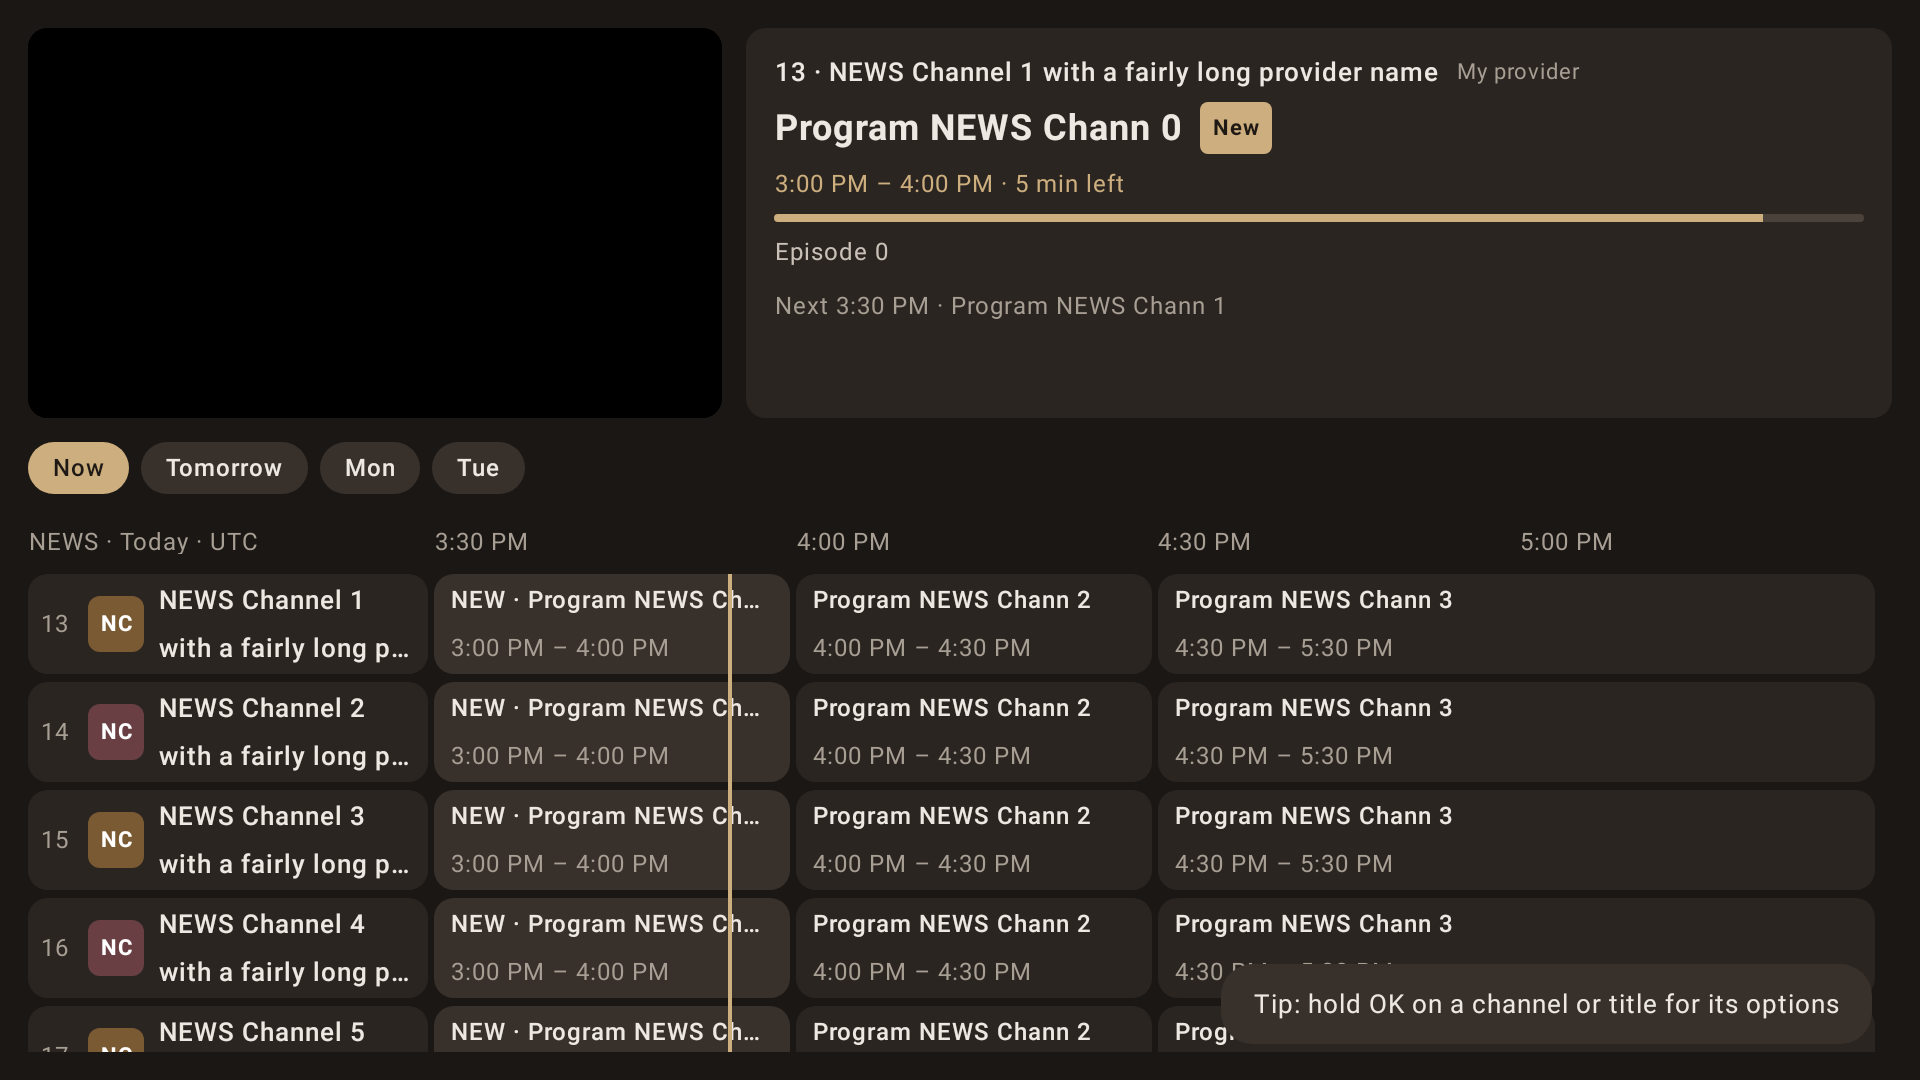 13 · NEWS Channel 1 with a fairly long provider name My provider
Program NEWS Chann 0 New
3:00 PM – 4:00 PM · 5 min left
Episode 0
Next 3:30 PM · Program NEWS Chann 1
Now Tomorrow Mon Tue
NEWS · Today · UTC 3:30 PM 4:00 PM 4:30 PM 5:00 PM
13 NC NEWS Channel 1 with a fairly long p…
NEW · Program NEWS Ch… 3:00 PM – 4:00 PM
Program NEWS Chann 2 4:00 PM – 4:30 PM
Program NEWS Chann 3 4:30 PM – 5:30 PM
14 NC NEWS Channel 2 with a fairly long p…
NEW · Program NEWS Ch… 3:00 PM – 4:00 PM
Program NEWS Chann 2 4:00 PM – 4:30 PM
Program NEWS Chann 3 4:30 PM – 5:30 PM
15 NC NEWS Channel 3 with a fairly long p…
NEW · Program NEWS Ch… 3:00 PM – 4:00 PM
Program NEWS Chann 2 4:00 PM – 4:30 PM
Program NEWS Chann 3 4:30 PM – 5:30 PM
16 NC NEWS Channel 4 with a fairly long p…
NEW · Program NEWS Ch… 3:00 PM – 4:00 PM
Program NEWS Chann 2 4:00 PM – 4:30 PM
Program NEWS Chann 3 4:30
NEWS Channel 5
NEW · Program NEWS Ch…
Program NEWS Chann 2
Tip: hold OK on a channel or title for its options